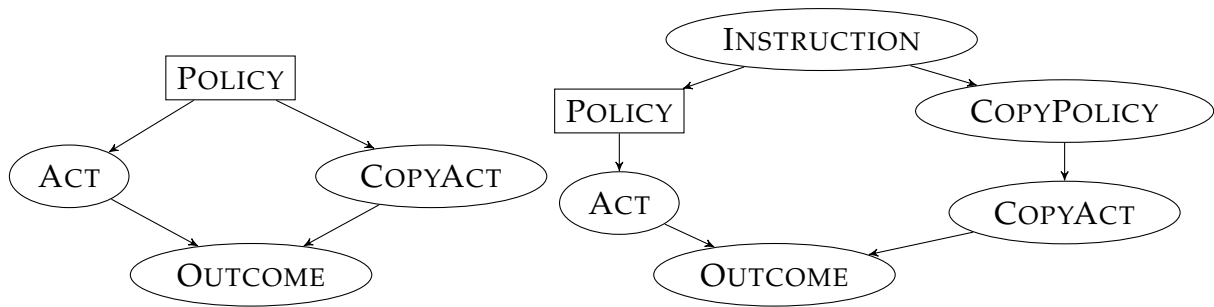 POLICY
ACT
COPYACT
OUTCOME
INSTRUCTION
POLICY
COPYPOLICY
ACT
COPYACT
OUTCOME